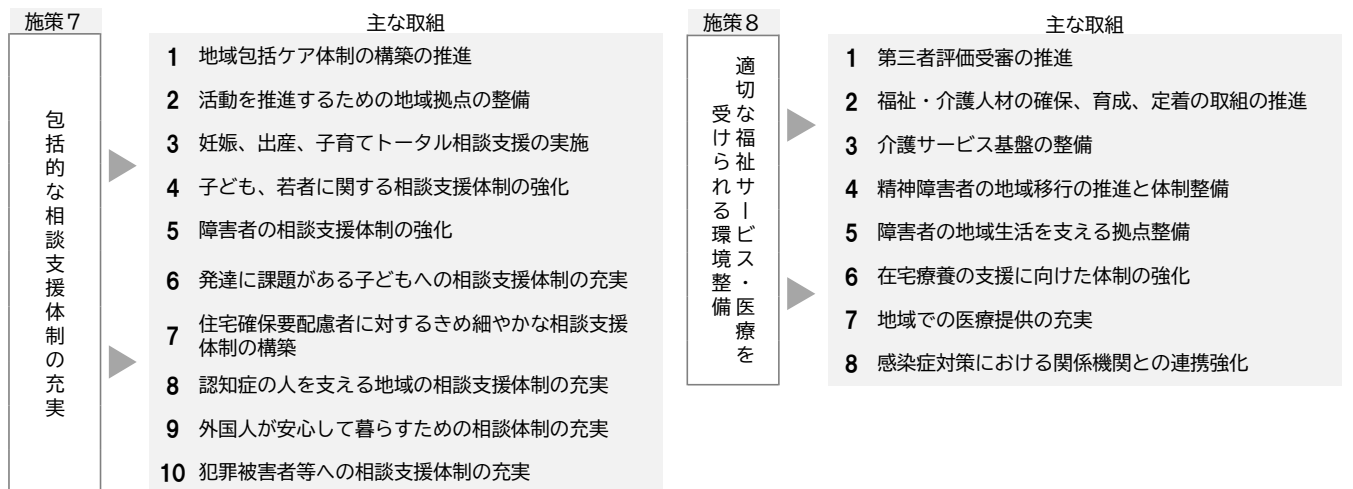 施策7
主な取組
包括的な相談支援体制の充実
1 地域包括ケア体制の構築の推進
2 活動を推進するための地域拠点の整備
3 妊娠、出産、子育てトータル相談支援の実施
4 子ども、若者に関する相談支援体制の強化
5 障害者の相談支援体制の強化
6 発達に課題がある子どもへの相談支援体制の充実
7 住宅確保要配慮者に対するきめ細やかな相談支援
体制の構築
8 認知症の人を支える地域の相談支援体制の充実
9 外国人が安心して暮らすための相談体制の充実
10 犯罪被害者等への相談支援体制の充実
施策8
主な取組
適切な福祉サービス・医療を
受けられる環境整備
1 第三者評価受審の推進
2 福祉・介護人材の確保、育成、定着の取組の推進
3 介護サービス基盤の整備
4 精神障害者の地域移行の推進と体制整備
5 障害者の地域生活を支える拠点整備
6 在宅療養の支援に向けた体制の強化
7 地域での医療提供の充実
8 感染症対策における関係機関との連携強化